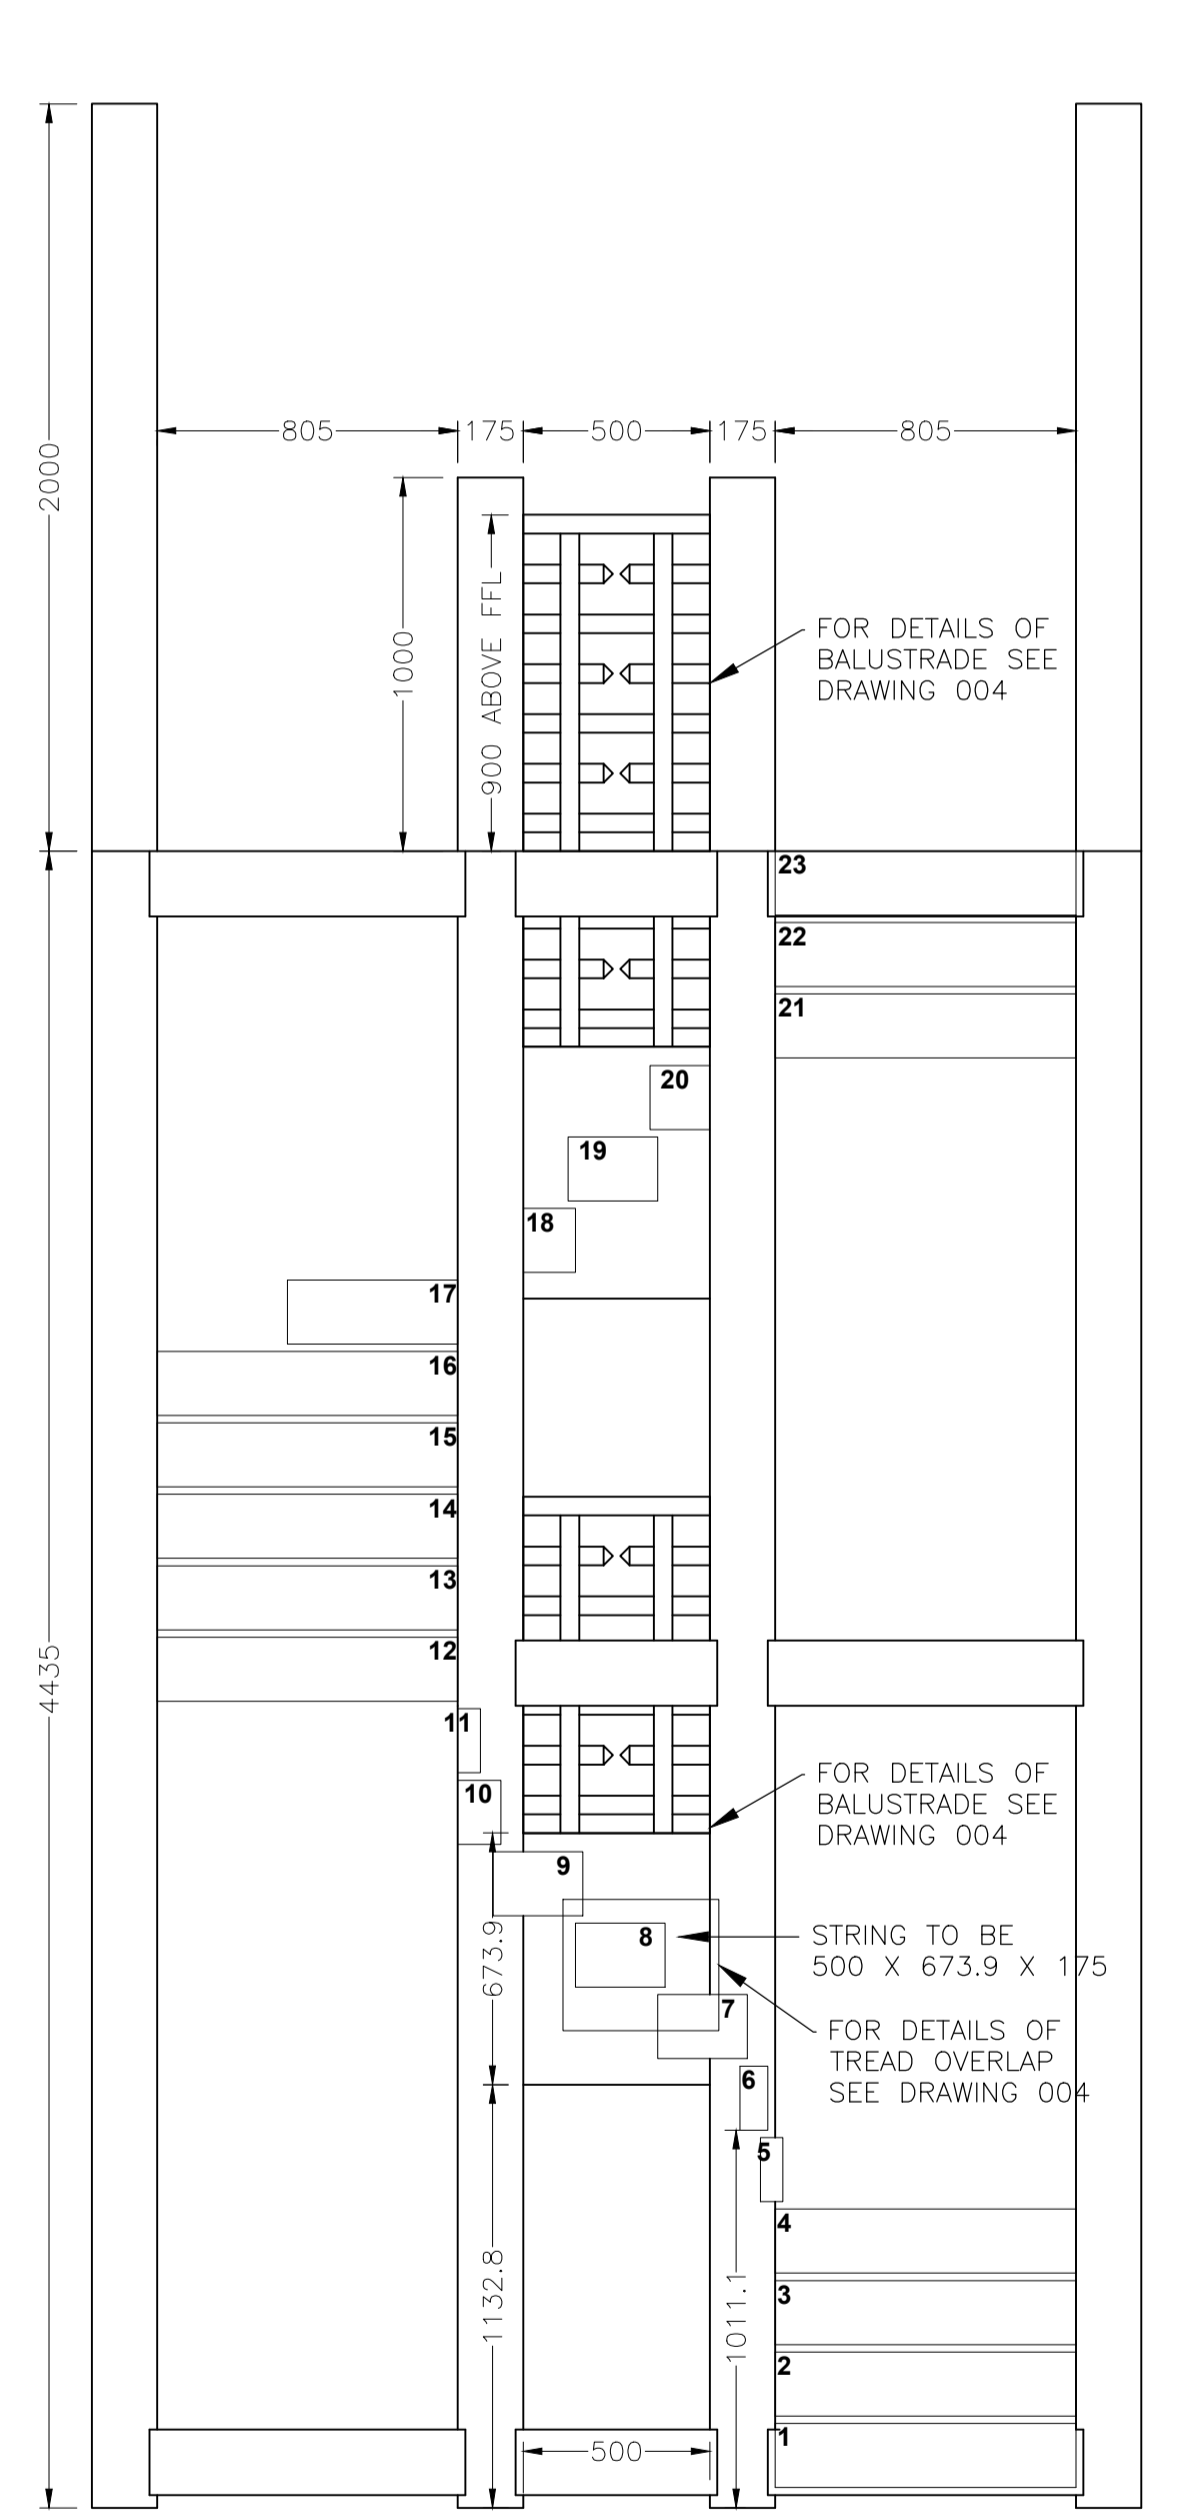 805
175
500
175
805
2000
1000
900 ABOVE FFL
FOR DETAILS OF
BALUSTRADE SEE
DRAWING 004
23
22
21
20
19
18
17
16
15
14
13
12
11
10
9
8
7
6
5
4
3
2
1
4435
FOR DETAILS OF
BALUSTRADE SEE
DRAWING 004
673.9
STRING TO BE
500 X 673.9 X 175
FOR DETAILS OF
TREAD OVERLAP
SEE DRAWING 004
1132.8
1011.1
500